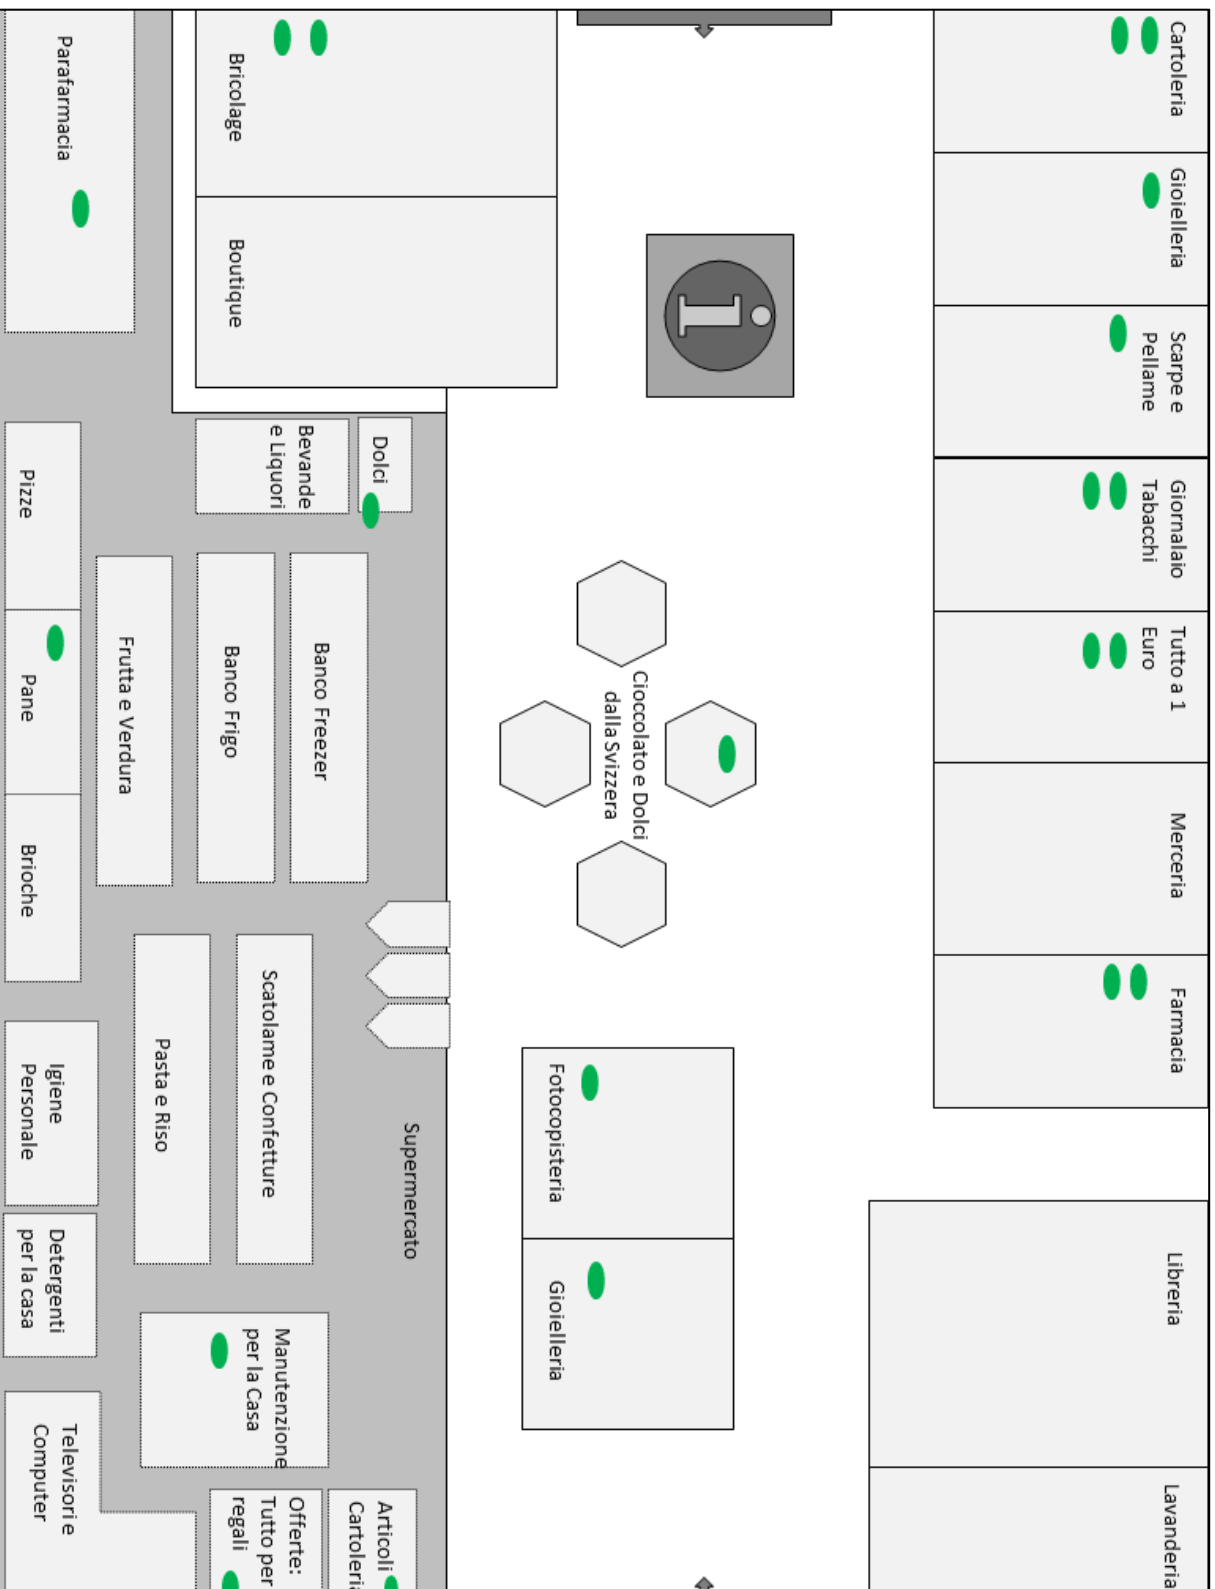 Cartoleria
Gioielleria
Scarpe e
Pellame
Giornalaio
Tabacchi
Tutto a 1
Euro
Merceria
Farmacia
Libreria
Lavanderia
i
Cioccolato e Dolci
dalla Svizzera
Fotocopisteria
Gioielleria
Bricolage
Boutique
Supermercato
Dolci
Bevande
e Liquori
Banco Freezer
Banco Frigo
Frutta e Verdura
Scatolame e Confetture
Pasta e Riso
Manutenzione
per la Casa
Articoli
Cartoleria
Offerte:
Tutto per
regali
Parafarmacia
Pizze
Pane
Brioche
Igiene
Personale
Detergenti
per la casa
Televisori e
Computer